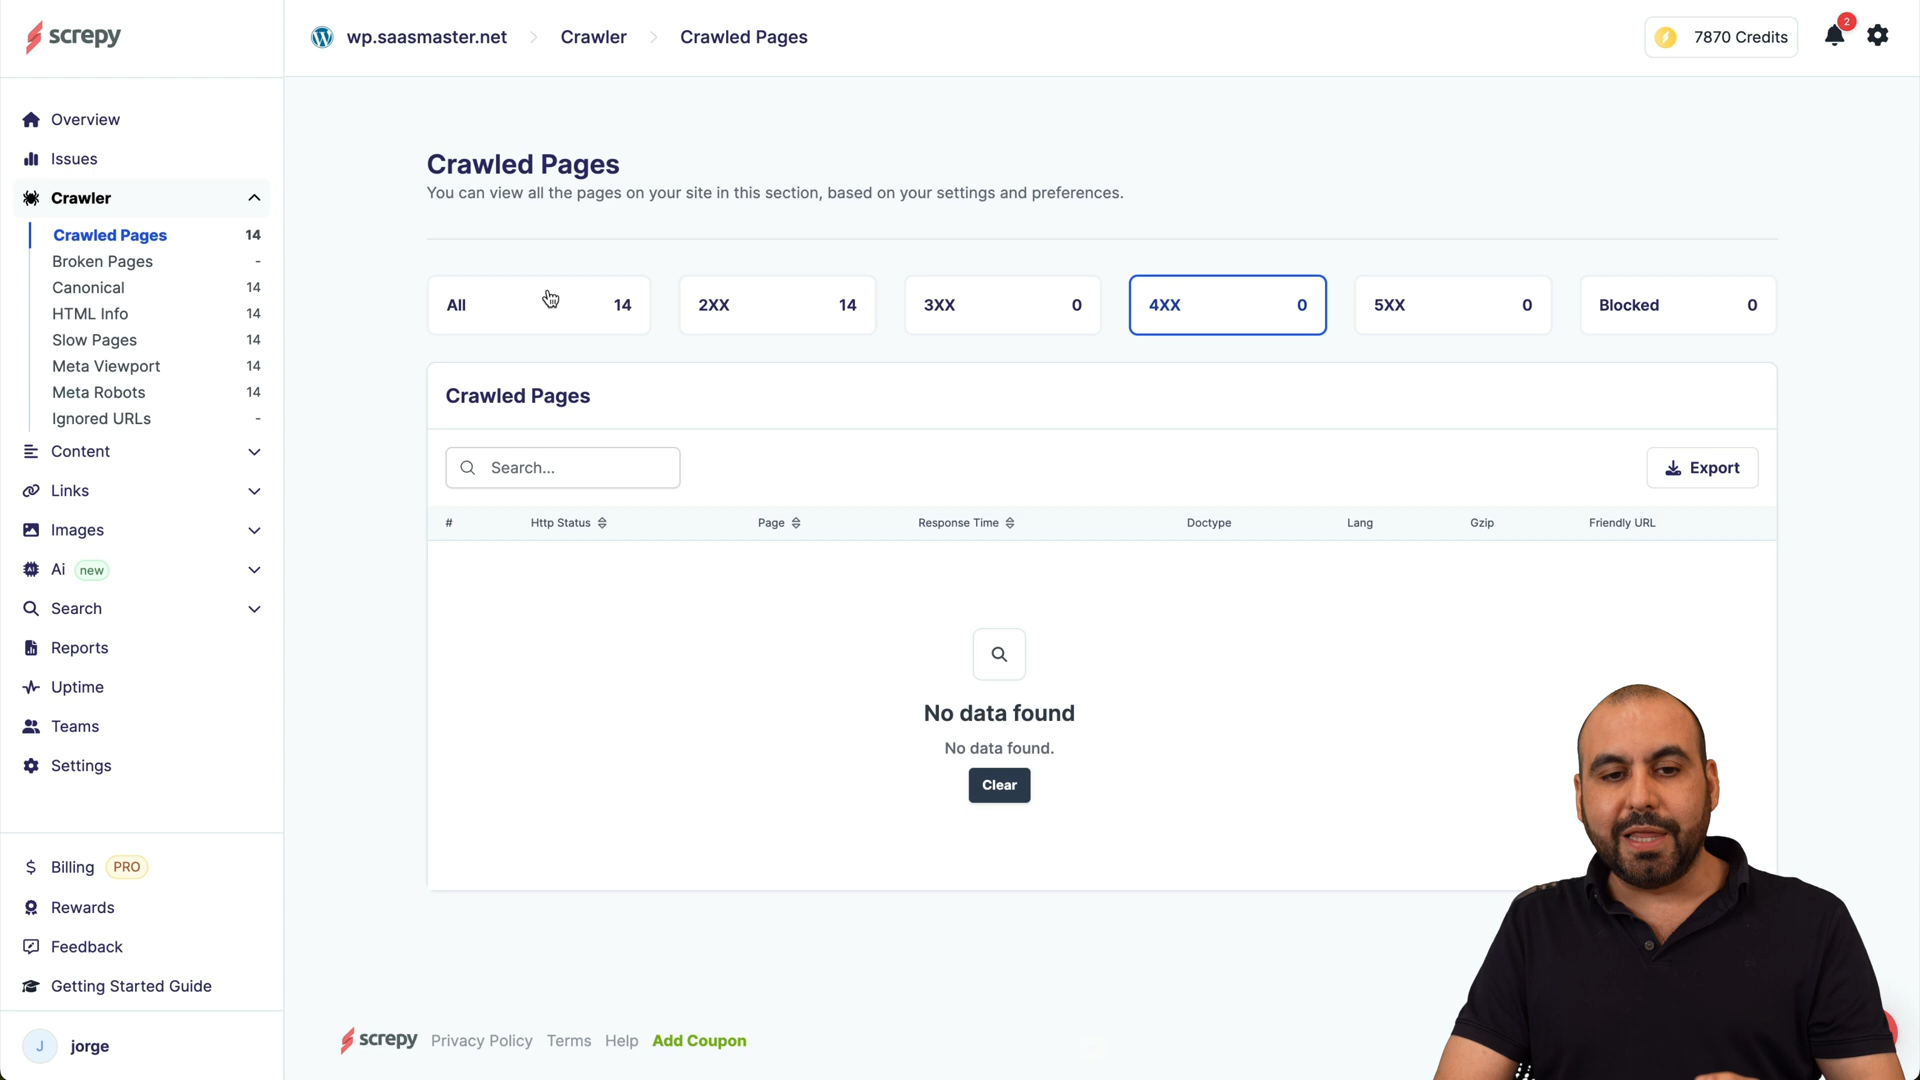 screpy
wp.saasmaster.net
Crawler
Crawled Pages
7870 Credits
2
Overview
Issues
Crawler
Crawled Pages 14
Broken Pages -
Canonical 14
HTML Info 14
Slow Pages 14
Meta Viewport 14
Meta Robots 14
Ignored URLs -
Content
Links
Images
Ai new
Search
Reports
Uptime
Teams
Settings
Billing PRO
Rewards
Feedback
Getting Started Guide
J jorge
Crawled Pages
You can view all the pages on your site in this section, based on your settings and preferences.
All 14
2XX 14
3XX 0
4XX 0
5XX 0
Blocked 0
Crawled Pages
Search...
Export
# Http Status Page Response Time Doctype Lang Gzip Friendly URL
No data found
No data found.
Clear
screpy Privacy Policy Terms Help Add Coupon